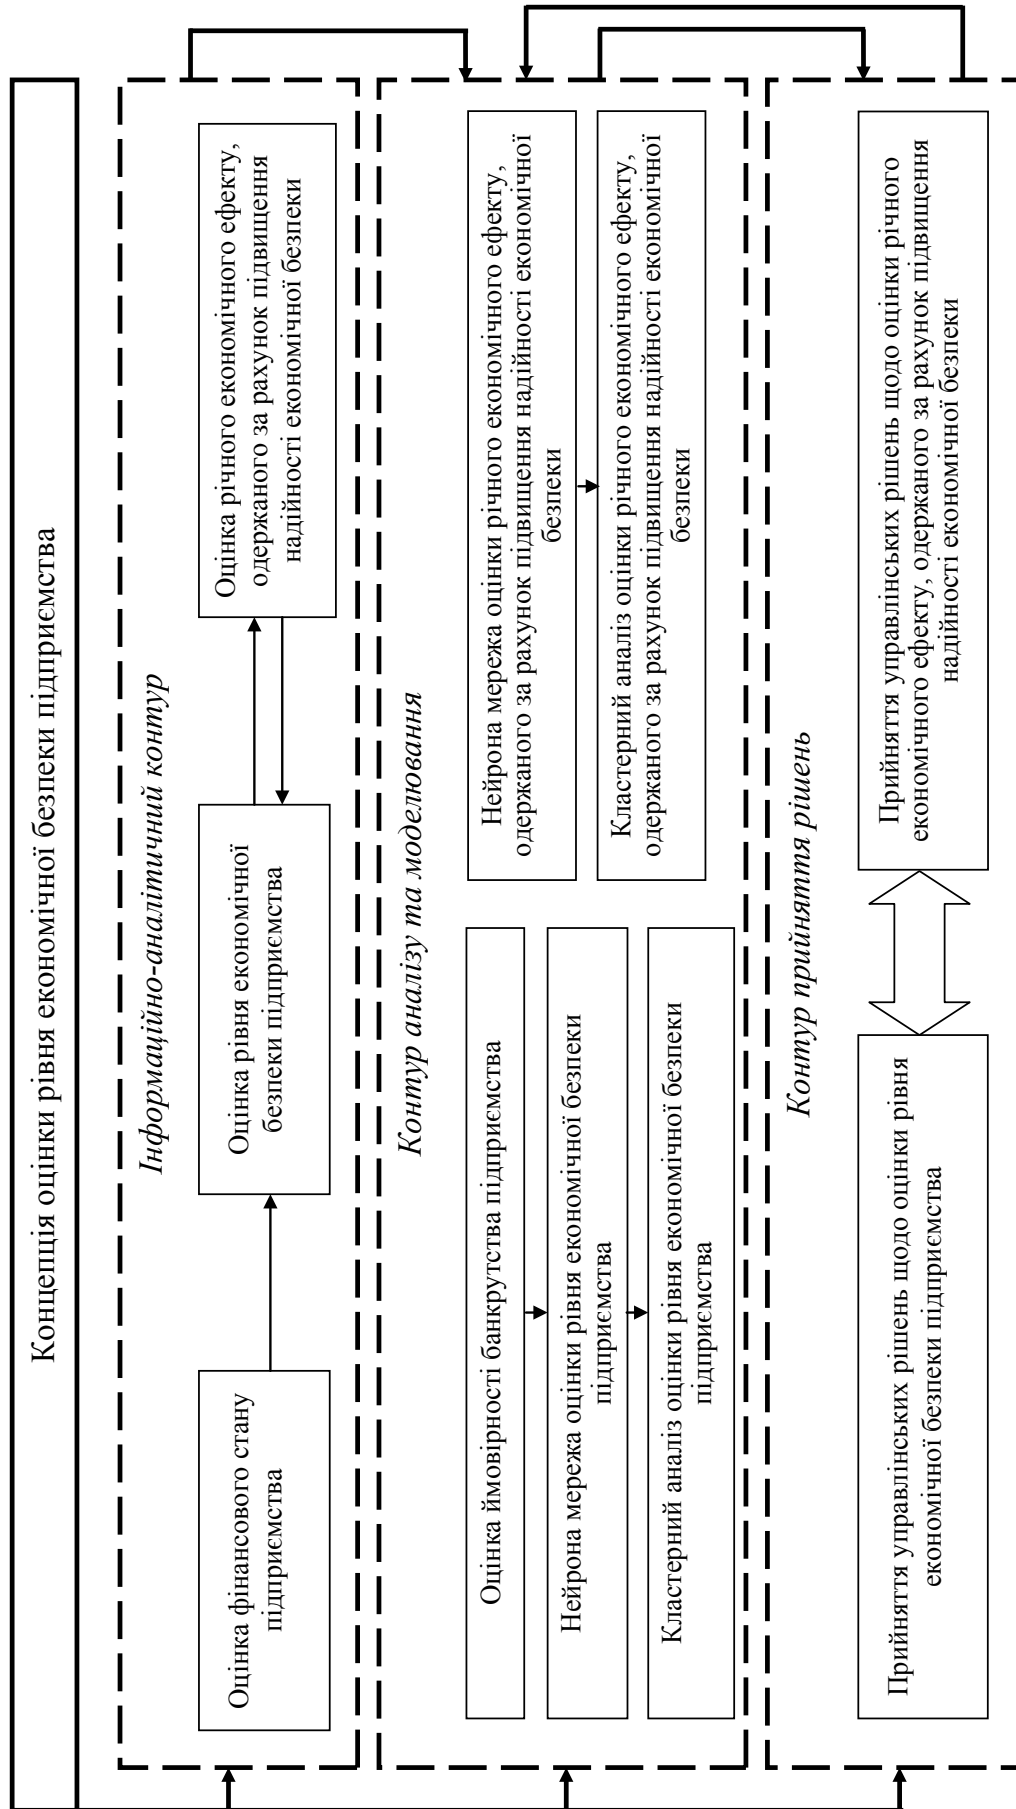 Концепція оцінки рівня економічної безпеки підприємства
Інформаційно-аналітичний контур
Оцінка фінансового стану
підприємства
Оцінка рівня економічної
безпеки підприємства
Оцінка річного економічного ефекту,
одержаного за рахунок підвищення
надійності економічної безпеки
Контур аналізу та моделювання
Оцінка ймовірності банкрутства підприємства
Нейрона мережа оцінки рівня економічної безпеки
підприємства
Кластерний аналіз оцінки рівня економічної безпеки
підприємства
Нейрона мережа оцінки річного економічного ефекту,
одержаного за рахунок підвищення надійності економічної
безпеки
Кластерний аналіз оцінки річного економічного ефекту,
одержаного за рахунок підвищення надійності економічної
безпеки
Контур прийняття рішень
Прийняття управлінських рішень щодо оцінки рівня
економічної безпеки підприємства
Прийняття управлінських рішень щодо оцінки річного
економічного ефекту, одержаного за рахунок підвищення
надійності економічної безпеки